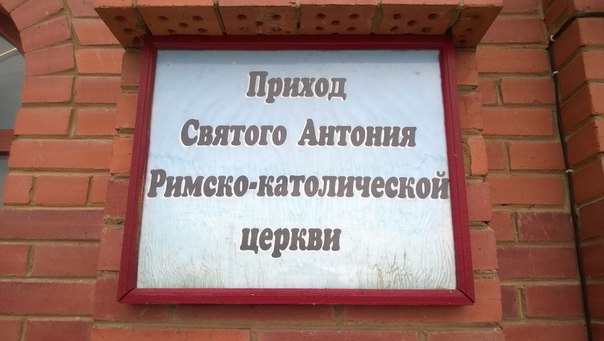 Приход
Святого Антония
Римско-католической
церкви